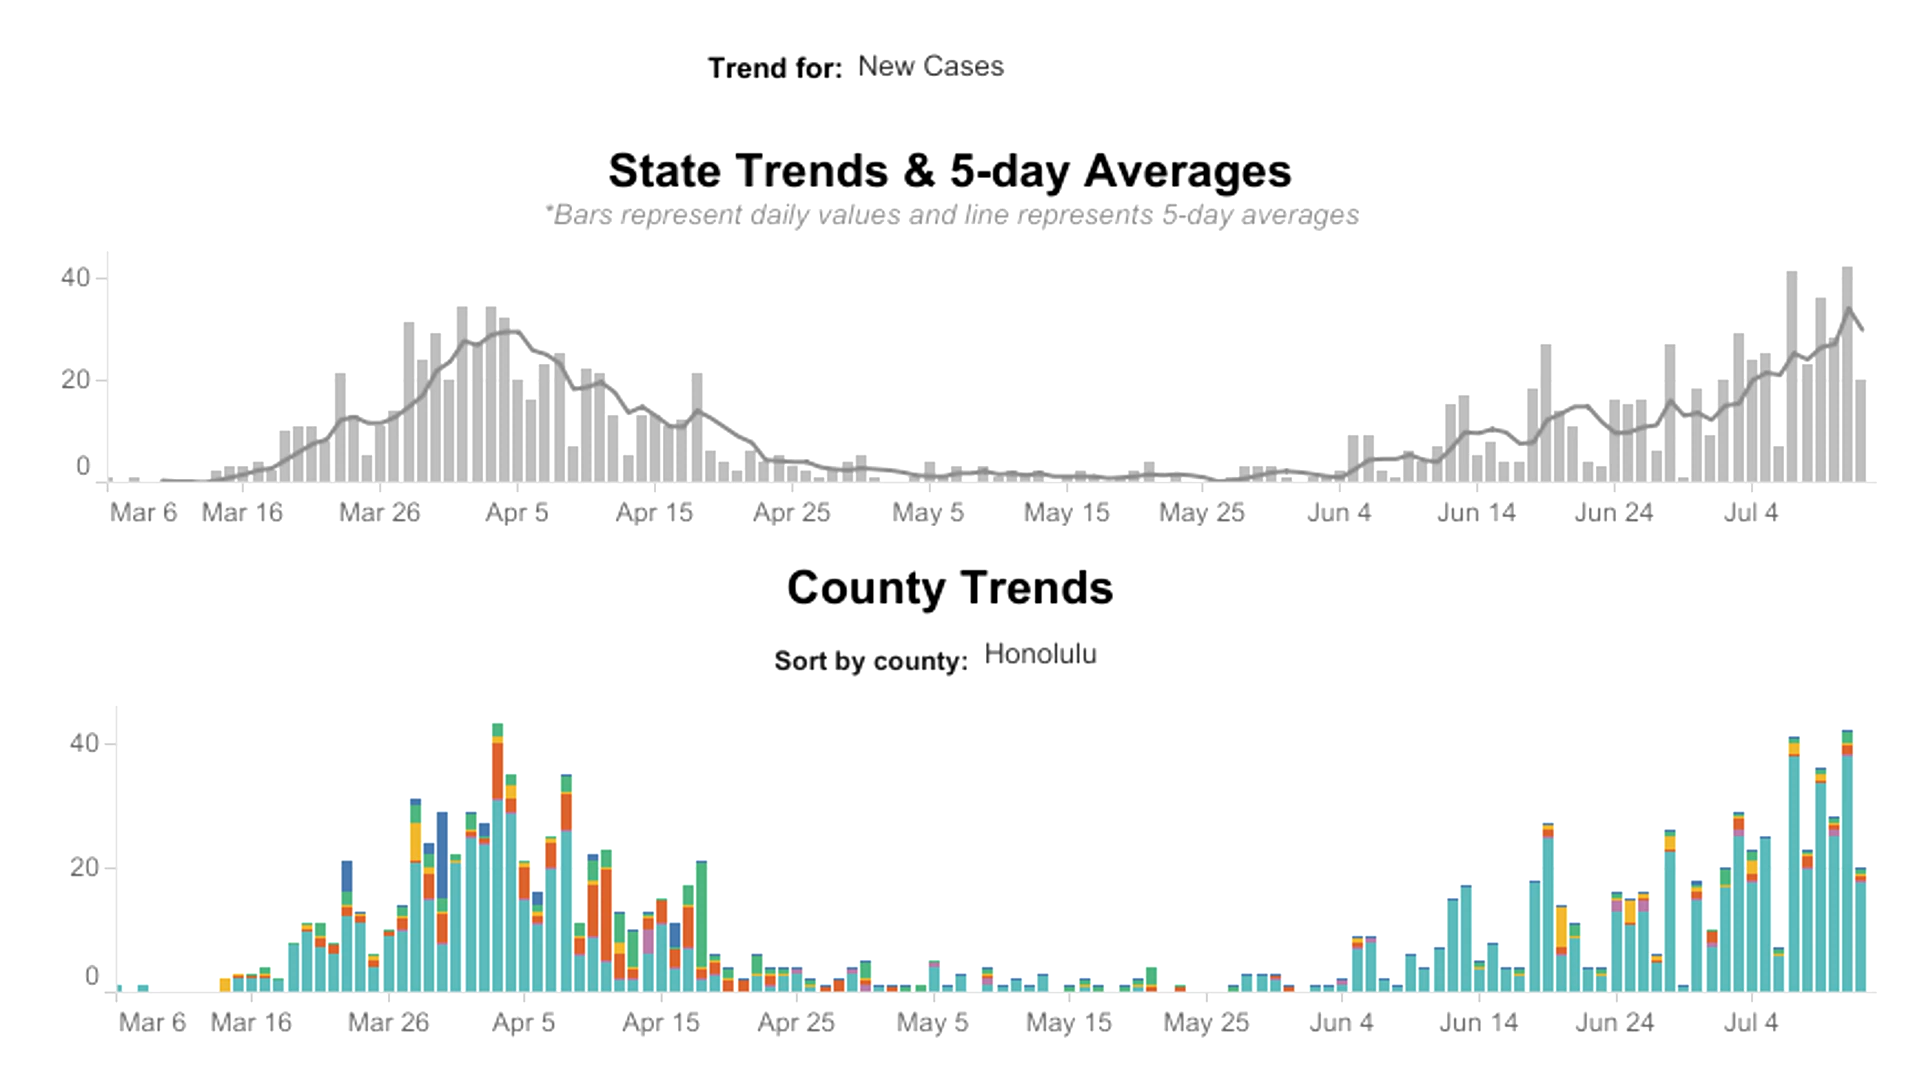 Trend for: New Cases
State Trends & 5-day Averages
*Bars represent daily values and line represents 5-day averages
40
20
0
Mar 6 Mar 16 Mar 26 Apr 5 Apr 15 Apr 25 May 5 May 15 May 25 Jun 4 Jun 14 Jun 24 Jul 4
County Trends
Sort by county: Honolulu
40
20
0
Mar 6 Mar 16 Mar 26 Apr 5 Apr 15 Apr 25 May 5 May 15 May 25 Jun 4 Jun 14 Jun 24 Jul 4